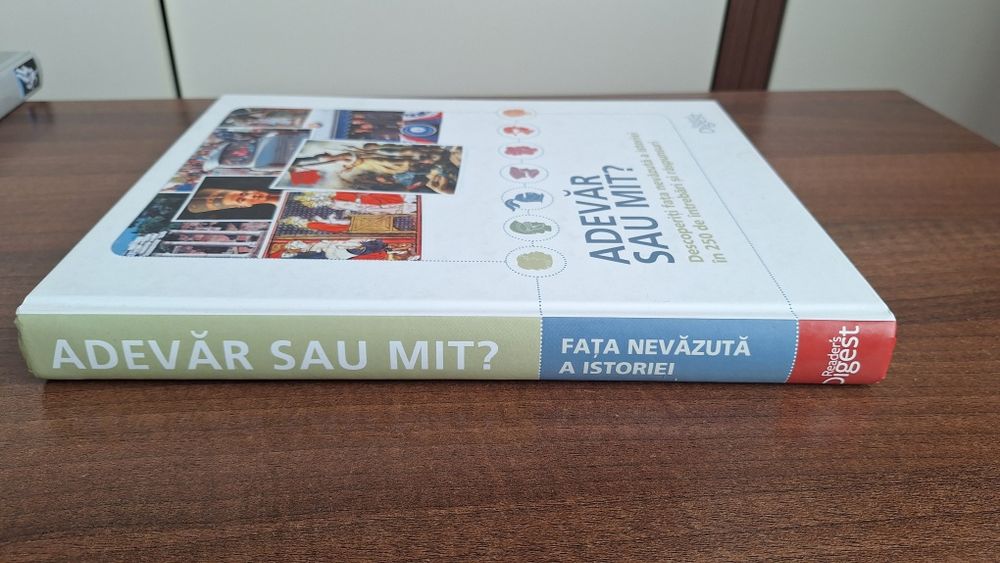 ADEVĂR SAU MIT?
FAȚA NEVĂZUTĂ
A ISTORIEI
Reader's
Digest
ADEVĂR
SAU MIT?
Descoperiți fața nevăzută a istoriei
în 250 de întrebări și răspunsuri
Digest